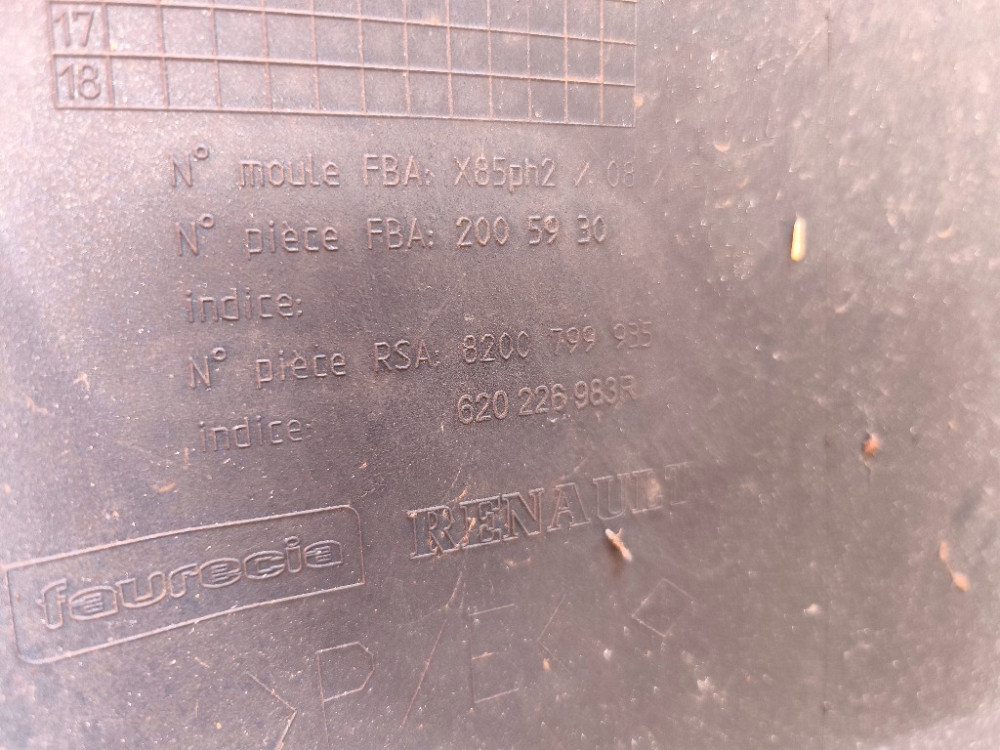 17
18
N° moule FBA: X85ph2 / 08
N° pièce FBA: 200 59 30
indice:
N° pièce RSA: 8200 799 935
620 226 983R
indice:
faurecia
RENAULT
>P/E<